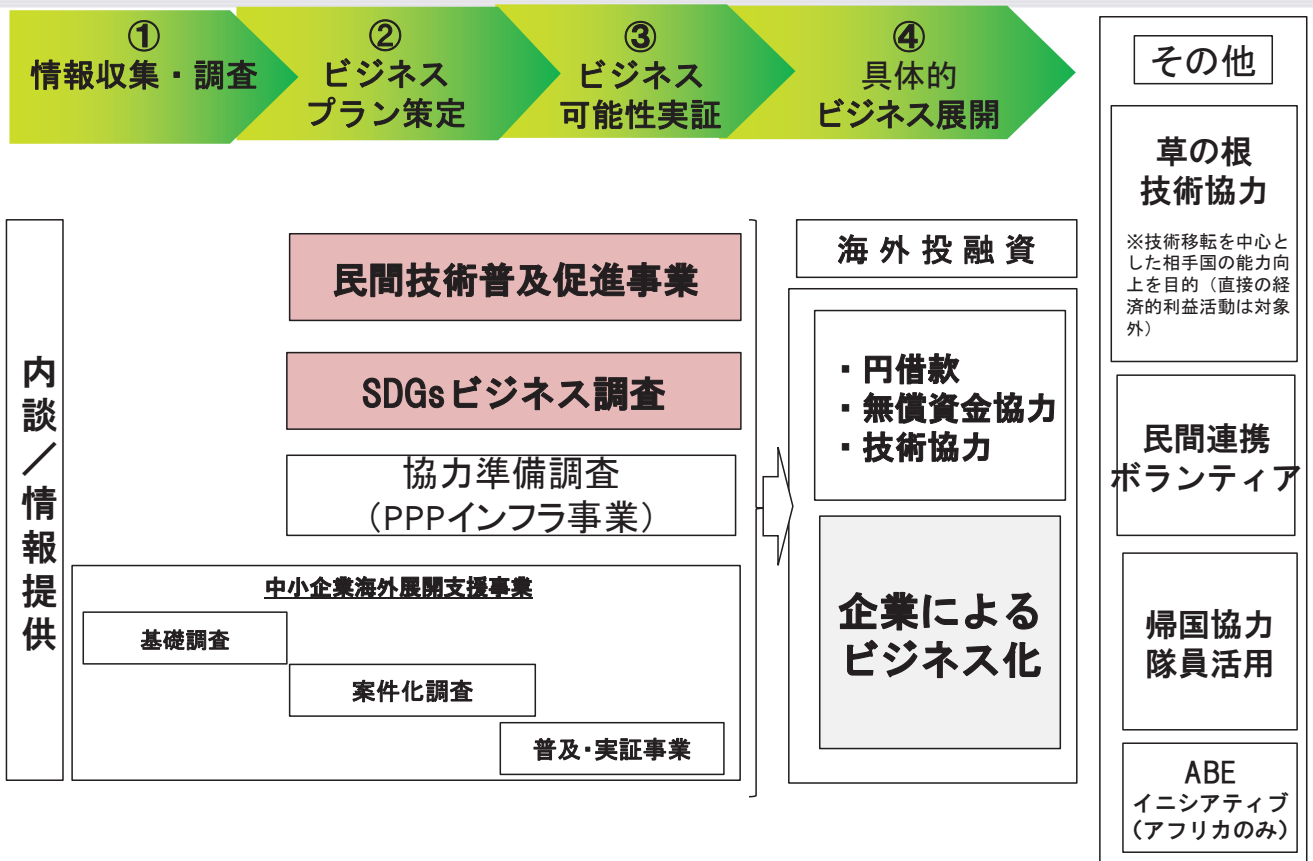 ①
情報収集・調査
②
ビジネス
プラン策定
③
ビジネス
可能性実証
④
具体的
ビジネス展開
内談／情報提供
民間技術普及促進事業
SDGsビジネス調査
協力準備調査
（PPPインフラ事業）
中小企業海外展開支援事業
基礎調査
案件化調査
普及・実証事業
海外投融資
・円借款
・無償資金協力
・技術協力
企業による
ビジネス化
その他
草の根
技術協力
※技術移転を中心と
した相手国の能力向
上を目的（直接の経
済的利益活動は対象
外）
民間連携
ボランティア
帰国協力
隊員活用
ABE
イニシアティブ
（アフリカのみ）